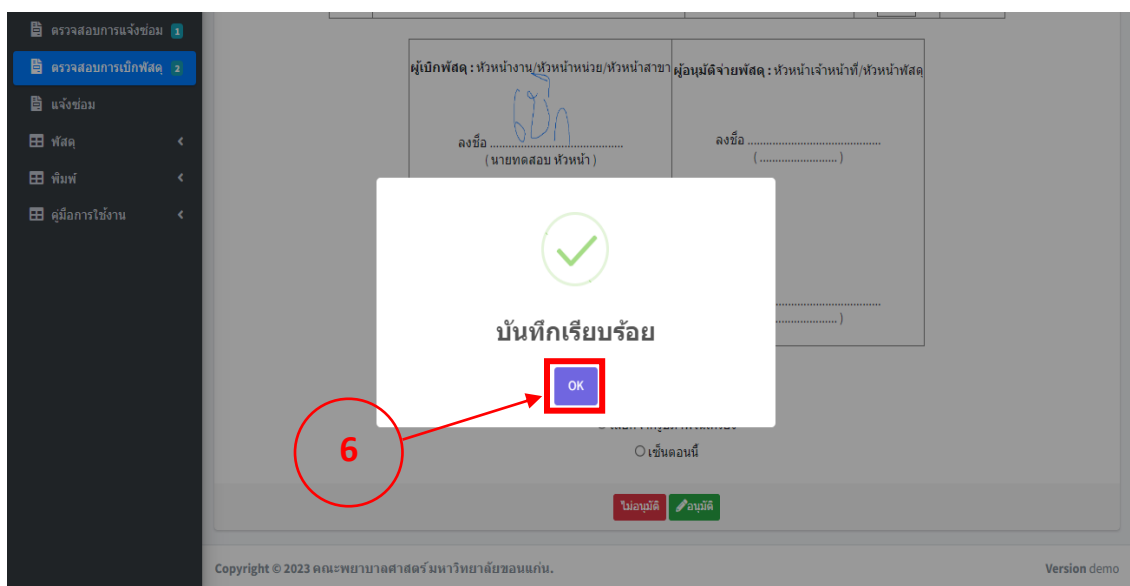 ตรวจสอบการแจ้งซ่อม 1
ตรวจสอบการเบิกพัสดุ 2
แจ้งซ่อม
พัสดุ
พิมพ์
คู่มือการใช้งาน
ผู้เบิกพัสดุ : หัวหน้างาน/หัวหน้าหน่วย/หัวหน้าสาขา
เบิก
ลงชื่อ ..........................................
( นายทดสอบ หัวหน้า )
ผู้อนุมัติจ่ายพัสดุ : หัวหน้าเจ้าหน้าที่/หัวหน้าพัสดุ
ลงชื่อ ..........................................
( ........................ )
บันทึกเรียบร้อย
OK
6
เซ็นตอนนี้
ไม่อนุมัติ อนุมัติ
Copyright © 2023 คณะพยาบาลศาสตร์ มหาวิทยาลัยขอนแก่น. Version demo